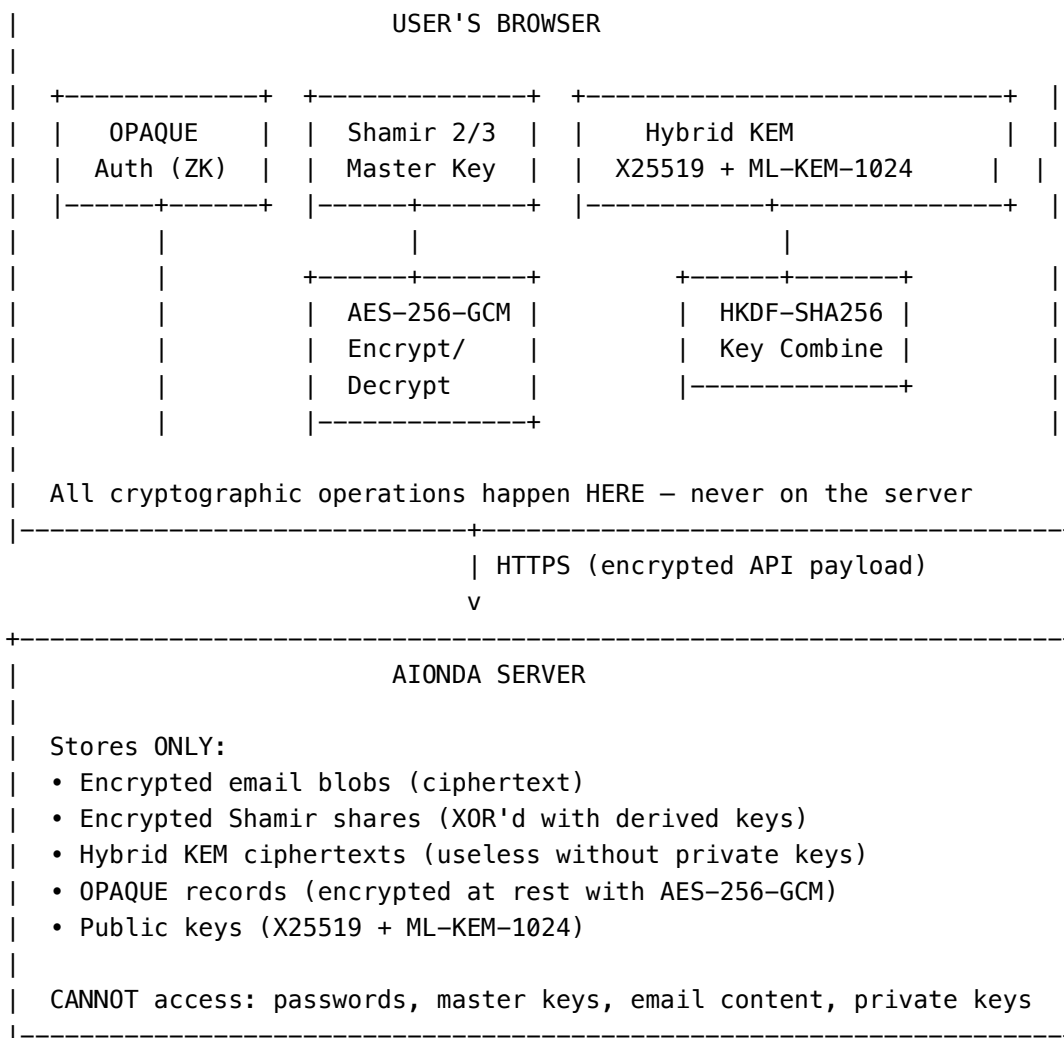 USER'S BROWSER
OPAQUE Shamir 2/3 Hybrid KEM
Auth (ZK) Master Key X25519 + ML-KEM-1024
AES-256-GCM HKDF-SHA256
Encrypt/ Key Combine
Decrypt
All cryptographic operations happen HERE — never on the server
HTTPS (encrypted API payload)
v
AIONDA SERVER
Stores ONLY:
• Encrypted email blobs (ciphertext)
• Encrypted Shamir shares (XOR'd with derived keys)
• Hybrid KEM ciphertexts (useless without private keys)
• OPAQUE records (encrypted at rest with AES-256-GCM)
• Public keys (X25519 + ML-KEM-1024)
CANNOT access: passwords, master keys, email content, private keys